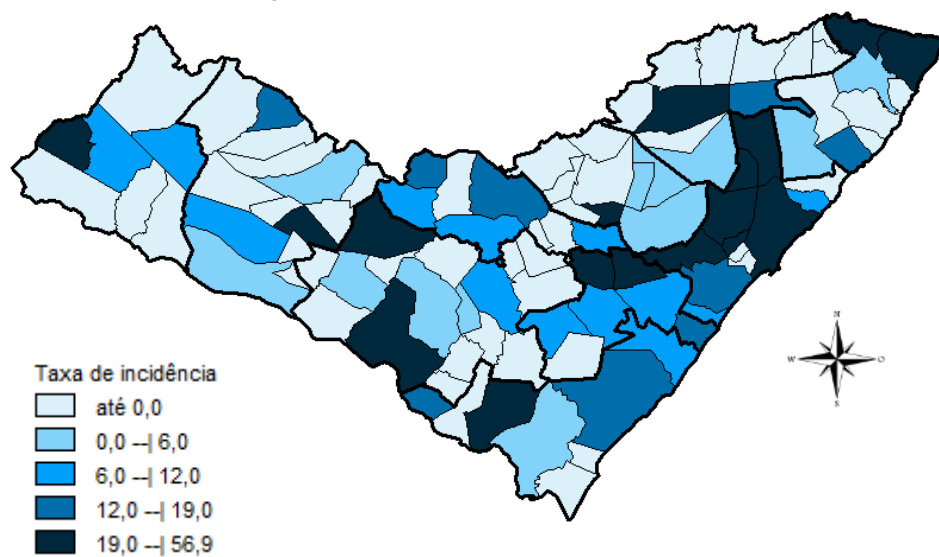 Taxa de incidência
até 0,0
0,0 --| 6,0
6,0 --| 12,0
12,0 --| 19,0
19,0 --| 56,9
N
W
O
S